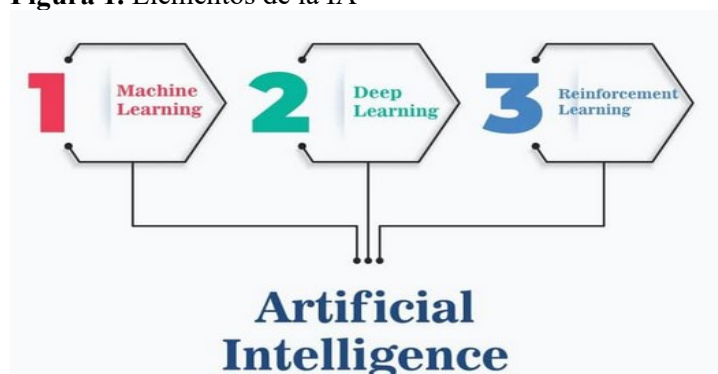 Figura 1. Elementos de la IA
1
Machine
Learning
2
Deep
Learning
3
Reinforcement
Learning
Artificial
Intelligence